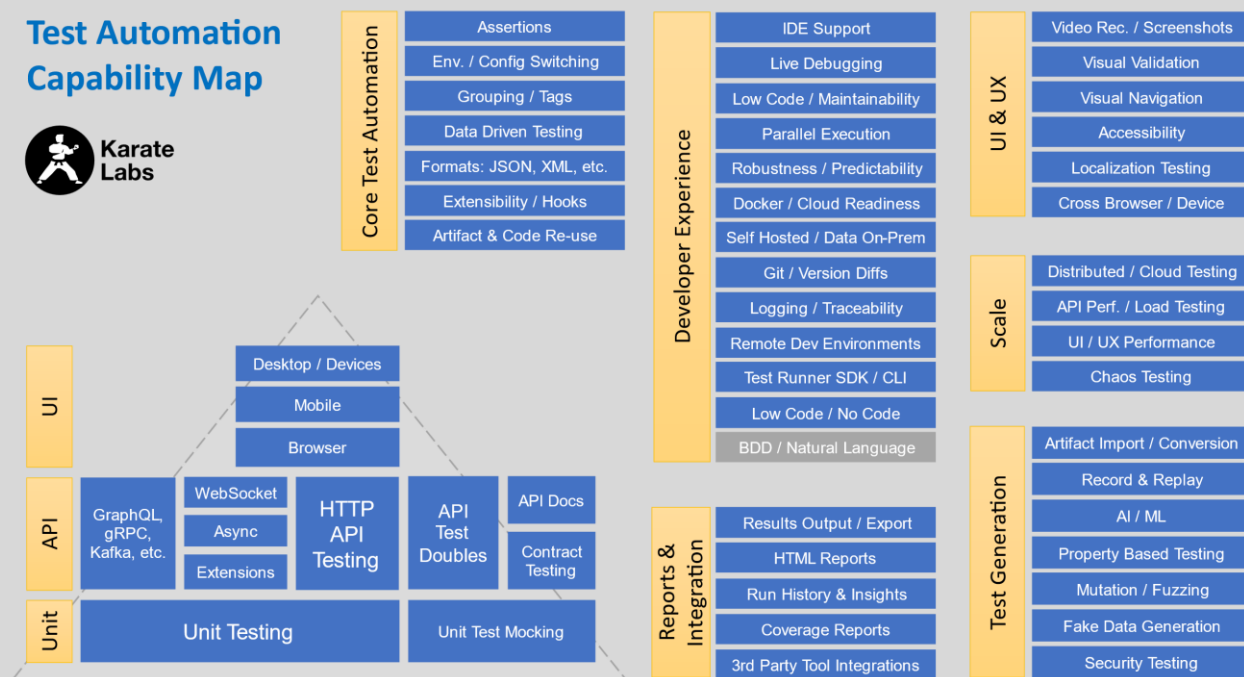 Test Automation
Capability Map
Karate
Labs
Core Test Automation
Assertions
Env. / Config Switching
Grouping / Tags
Data Driven Testing
Formats: JSON, XML, etc.
Extensibility / Hooks
Artifact & Code Re-use
UI
Desktop / Devices
Mobile
Browser
API
GraphQL,
gRPC,
Kafka, etc.
WebSocket
Async
Extensions
HTTP
API
Testing
API
Test
Doubles
API Docs
Contract
Testing
Unit
Unit Testing
Unit Test Mocking
Developer Experience
IDE Support
Live Debugging
Low Code / Maintainability
Parallel Execution
Robustness / Predictability
Docker / Cloud Readiness
Self Hosted / Data On-Prem
Git / Version Diffs
Logging / Traceability
Remote Dev Environments
Test Runner SDK / CLI
Low Code / No Code
BDD / Natural Language
Reports &
Integration
Results Output / Export
HTML Reports
Run History & Insights
Coverage Reports
3rd Party Tool Integrations
UI & UX
Video Rec. / Screenshots
Visual Validation
Visual Navigation
Accessibility
Localization Testing
Cross Browser / Device
Scale
Distributed / Cloud Testing
API Perf. / Load Testing
UI / UX Performance
Chaos Testing
Test Generation
Artifact Import / Conversion
Record & Replay
AI / ML
Property Based Testing
Mutation / Fuzzing
Fake Data Generation
Security Testing